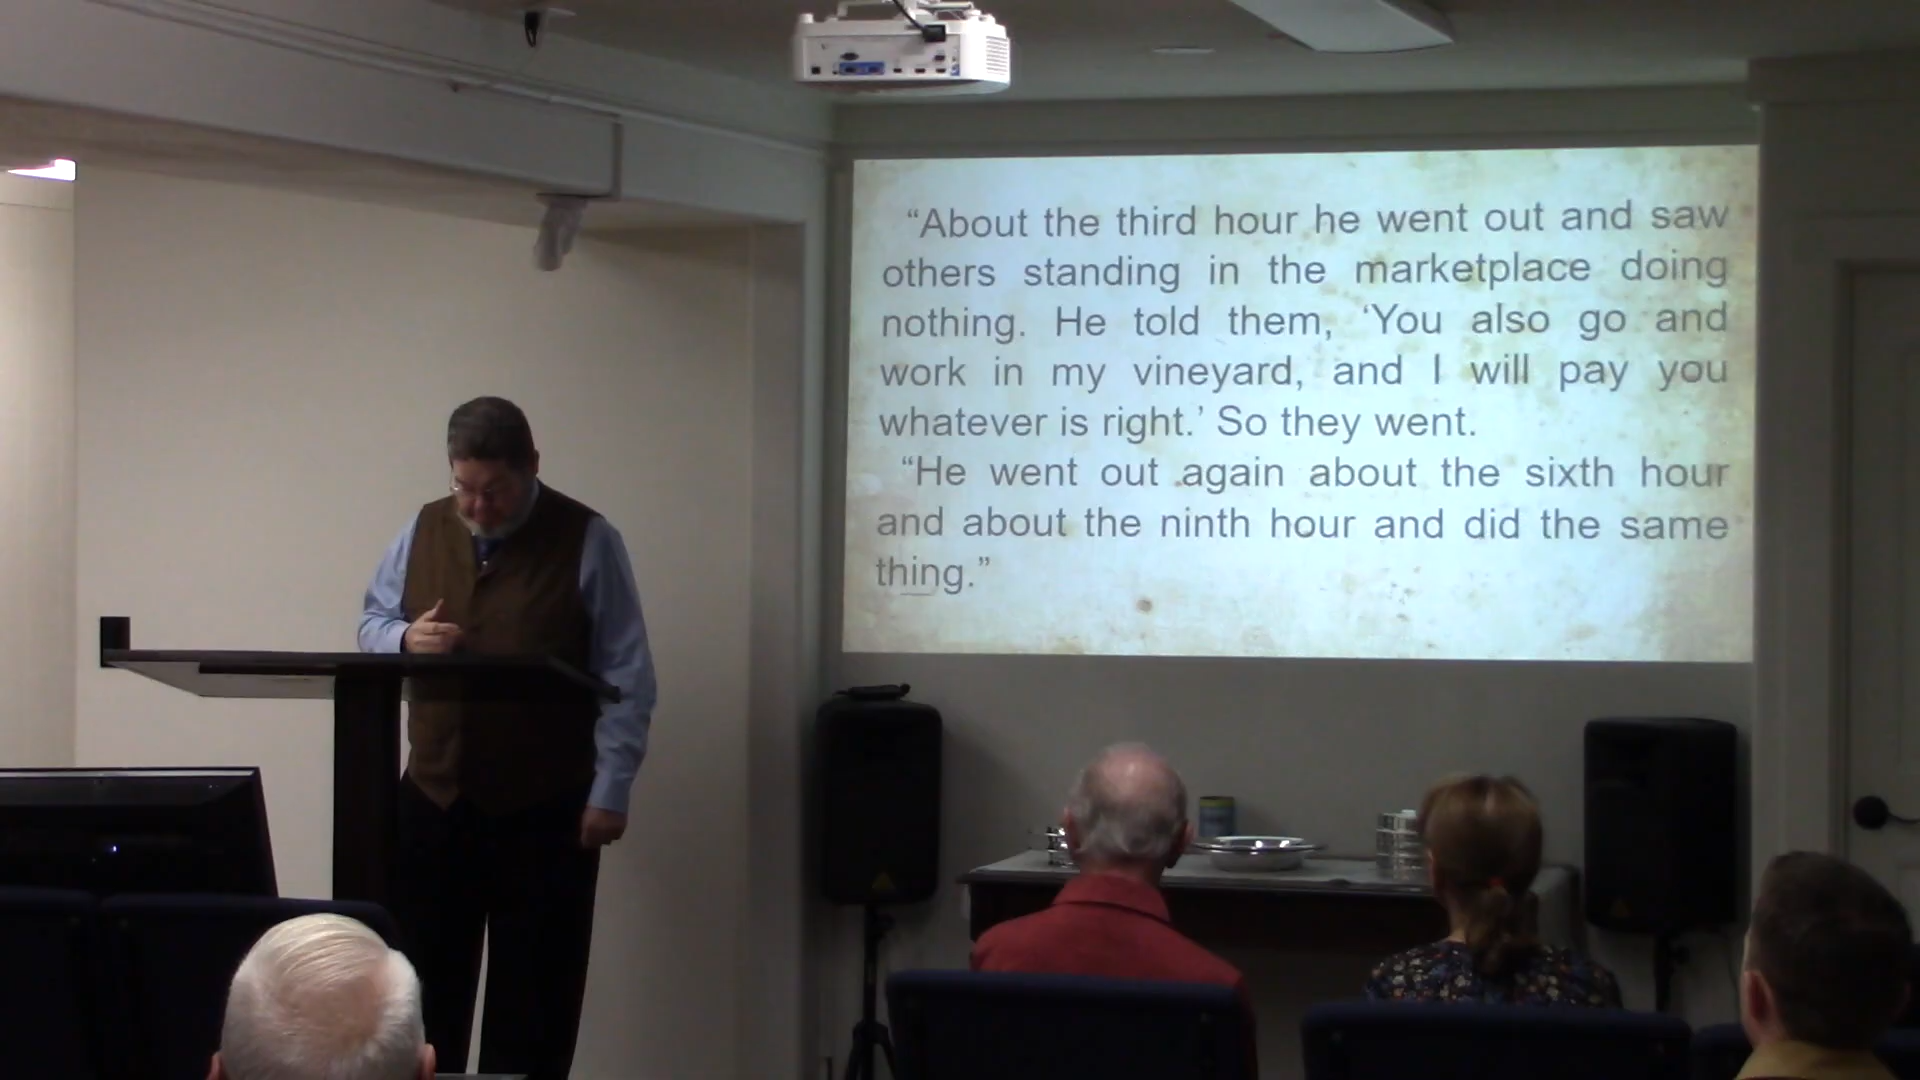 “About the third hour he went out and saw
others standing in the marketplace doing
nothing. He told them, ‘You also go and
work in my vineyard, and I will pay you
whatever is right.’ So they went.
“He went out again about the sixth hour
and about the ninth hour and did the same
thing.”